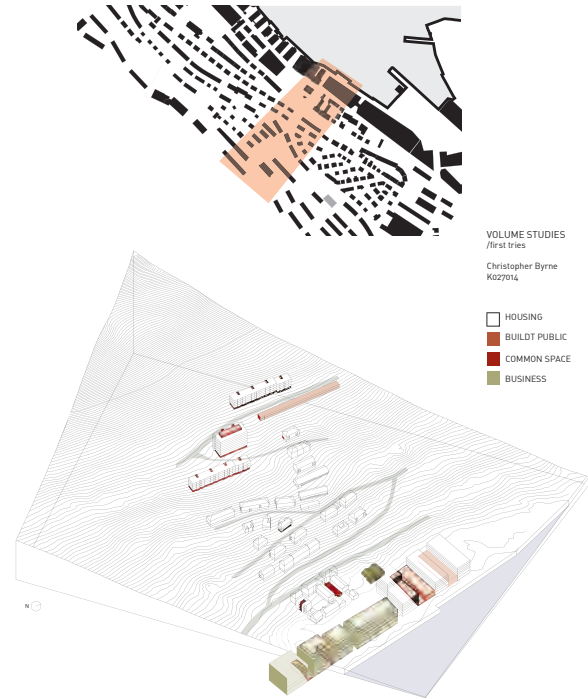 VOLUME STUDIES
/first tries
Christopher Byrne
K027014
HOUSING
BUILDT PUBLIC
COMMON SPACE
BUSINESS
N